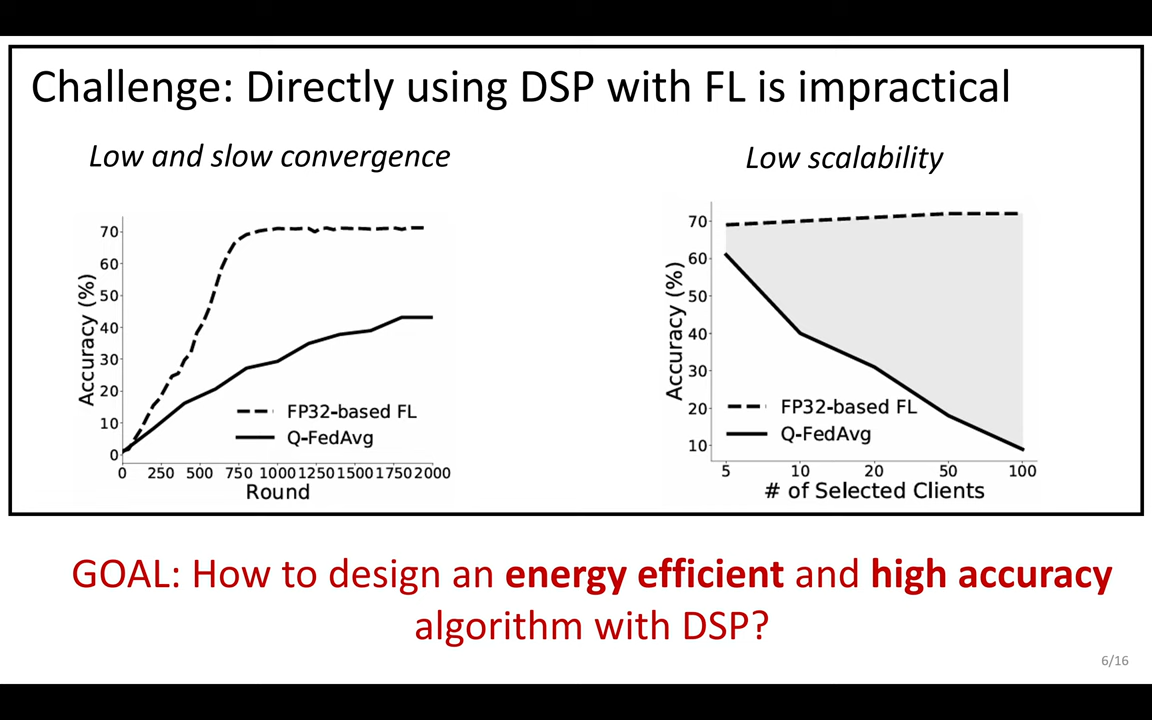 Challenge: Directly using DSP with FL is impractical
Low and slow convergence
70
60
50
40
30
20
10
0
Accuracy (%)
FP32-based FL
Q-FedAvg
0 250 500 750 1000 1250 1500 1750 2000
Round
Low scalability
70
60
50
40
30
20
10
Accuracy (%)
FP32-based FL
Q-FedAvg
5 10 20 50 100
# of Selected Clients
GOAL: How to design an energy efficient and high accuracy
algorithm with DSP?
6/16